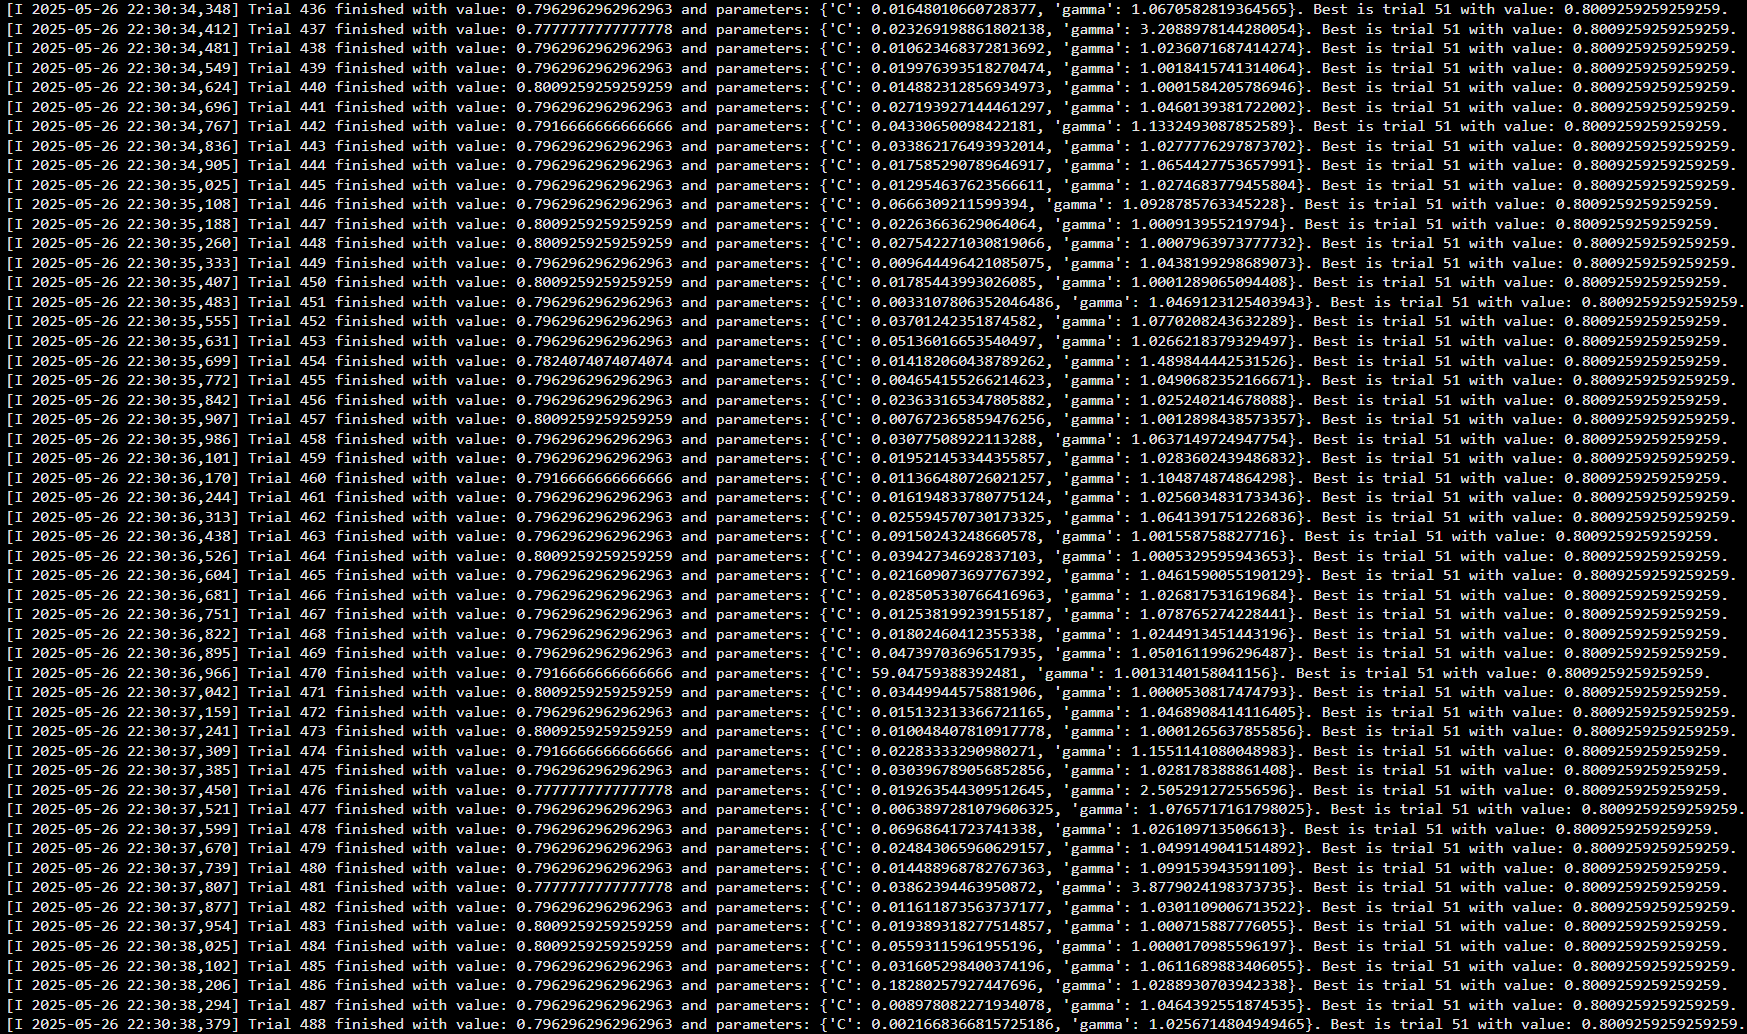 [I 2025-05-26 22:30:34,348] Trial 436 finished with value: 0.7962962962962963 and parameters: {'C': 0.01648010660728377, 'gamma': 1.0670582819364565}. Best is trial 51 with value: 0.8009259259259259.
[I 2025-05-26 22:30:34,412] Trial 437 finished with value: 0.7777777777777778 and parameters: {'C': 0.023269198861802138, 'gamma': 3.2088978144280054}. Best is trial 51 with value: 0.8009259259259259.
[I 2025-05-26 22:30:34,481] Trial 438 finished with value: 0.7962962962962963 and parameters: {'C': 0.010623468372813692, 'gamma': 1.0236071687414274}. Best is trial 51 with value: 0.8009259259259259.
[I 2025-05-26 22:30:34,549] Trial 439 finished with value: 0.7962962962962963 and parameters: {'C': 0.019976393518270474, 'gamma': 1.0018415741314064}. Best is trial 51 with value: 0.8009259259259259.
[I 2025-05-26 22:30:34,624] Trial 440 finished with value: 0.8009259259259259 and parameters: {'C': 0.014882312856934973, 'gamma': 1.0001584205786946}. Best is trial 51 with value: 0.8009259259259259.
[I 2025-05-26 22:30:34,696] Trial 441 finished with value: 0.7962962962962963 and parameters: {'C': 0.027193927144461297, 'gamma': 1.0460139381722002}. Best is trial 51 with value: 0.8009259259259259.
[I 2025-05-26 22:30:34,767] Trial 442 finished with value: 0.7916666666666666 and parameters: {'C': 0.04330650098422181, 'gamma': 1.1332493087852589}. Best is trial 51 with value: 0.8009259259259259.
[I 2025-05-26 22:30:34,836] Trial 443 finished with value: 0.7962962962962963 and parameters: {'C': 0.033862176493932014, 'gamma': 1.0277776297873702}. Best is trial 51 with value: 0.8009259259259259.
[I 2025-05-26 22:30:34,905] Trial 444 finished with value: 0.7962962962962963 and parameters: {'C': 0.017585290789646917, 'gamma': 1.0654427753657991}. Best is trial 51 with value: 0.8009259259259259.
[I 2025-05-26 22:30:35,025] Trial 445 finished with value: 0.7962962962962963 and parameters: {'C': 0.012954637623566611, 'gamma': 1.0274683779455804}. Best is trial 51 with value: 0.8009259259259259.
[I 2025-05-26 22:30:35,108] Trial 446 finished with value: 0.7962962962962963 and parameters: {'C': 0.0666309211599394, 'gamma': 1.0928785763345228}. Best is trial 51 with value: 0.8009259259259259.
[I 2025-05-26 22:30:35,188] Trial 447 finished with value: 0.8009259259259259 and parameters: {'C': 0.02263663629064064, 'gamma': 1.000913955219794}. Best is trial 51 with value: 0.8009259259259259.
[I 2025-05-26 22:30:35,260] Trial 448 finished with value: 0.8009259259259259 and parameters: {'C': 0.027542271030819066, 'gamma': 1.0007963973777732}. Best is trial 51 with value: 0.8009259259259259.
[I 2025-05-26 22:30:35,333] Trial 449 finished with value: 0.7962962962962963 and parameters: {'C': 0.009644496421085075, 'gamma': 1.0438199298689073}. Best is trial 51 with value: 0.8009259259259259.
[I 2025-05-26 22:30:35,407] Trial 450 finished with value: 0.8009259259259259 and parameters: {'C': 0.01785443993026085, 'gamma': 1.0001289065094408}. Best is trial 51 with value: 0.8009259259259259.
[I 2025-05-26 22:30:35,483] Trial 451 finished with value: 0.7962962962962963 and parameters: {'C': 0.0033107806352046486, 'gamma': 1.0469123125403943}. Best is trial 51 with value: 0.8009259259259259.
[I 2025-05-26 22:30:35,555] Trial 452 finished with value: 0.7962962962962963 and parameters: {'C': 0.03701242351874582, 'gamma': 1.0770208243632289}. Best is trial 51 with value: 0.8009259259259259.
[I 2025-05-26 22:30:35,631] Trial 453 finished with value: 0.7962962962962963 and parameters: {'C': 0.05136016653540497, 'gamma': 1.0266218379329497}. Best is trial 51 with value: 0.8009259259259259.
[I 2025-05-26 22:30:35,699] Trial 454 finished with value: 0.7824074074074074 and parameters: {'C': 0.014182060438789262, 'gamma': 1.489844442531526}. Best is trial 51 with value: 0.8009259259259259.
[I 2025-05-26 22:30:35,772] Trial 455 finished with value: 0.7962962962962963 and parameters: {'C': 0.004654155266214623, 'gamma': 1.0490682352166671}. Best is trial 51 with value: 0.8009259259259259.
[I 2025-05-26 22:30:35,842] Trial 456 finished with value: 0.7962962962962963 and parameters: {'C': 0.023633165347805882, 'gamma': 1.025240214678088}. Best is trial 51 with value: 0.8009259259259259.
[I 2025-05-26 22:30:35,907] Trial 457 finished with value: 0.8009259259259259 and parameters: {'C': 0.007672365859476256, 'gamma': 1.0012898438573357}. Best is trial 51 with value: 0.8009259259259259.
[I 2025-05-26 22:30:35,986] Trial 458 finished with value: 0.7962962962962963 and parameters: {'C': 0.03077508922113288, 'gamma': 1.0637149724947754}. Best is trial 51 with value: 0.8009259259259259.
[I 2025-05-26 22:30:36,101] Trial 459 finished with value: 0.7962962962962963 and parameters: {'C': 0.019521453344355857, 'gamma': 1.0283602439486832}. Best is trial 51 with value: 0.8009259259259259.
[I 2025-05-26 22:30:36,170] Trial 460 finished with value: 0.7916666666666666 and parameters: {'C': 0.011366480726021257, 'gamma': 1.104874874864298}. Best is trial 51 with value: 0.8009259259259259.
[I 2025-05-26 22:30:36,244] Trial 461 finished with value: 0.7962962962962963 and parameters: {'C': 0.016194833780775124, 'gamma': 1.0256034831733436}. Best is trial 51 with value: 0.8009259259259259.
[I 2025-05-26 22:30:36,313] Trial 462 finished with value: 0.7962962962962963 and parameters: {'C': 0.025594570730173325, 'gamma': 1.0641391751226836}. Best is trial 51 with value: 0.8009259259259259.
[I 2025-05-26 22:30:36,438] Trial 463 finished with value: 0.7962962962962963 and parameters: {'C': 0.09150243248660578, 'gamma': 1.001558758827716}. Best is trial 51 with value: 0.8009259259259259.
[I 2025-05-26 22:30:36,526] Trial 464 finished with value: 0.8009259259259259 and parameters: {'C': 0.03942734692837103, 'gamma': 1.0005329595943653}. Best is trial 51 with value: 0.8009259259259259.
[I 2025-05-26 22:30:36,604] Trial 465 finished with value: 0.7962962962962963 and parameters: {'C': 0.021609073697767392, 'gamma': 1.0461590055190129}. Best is trial 51 with value: 0.8009259259259259.
[I 2025-05-26 22:30:36,681] Trial 466 finished with value: 0.7962962962962963 and parameters: {'C': 0.028505330766416963, 'gamma': 1.026817531619684}. Best is trial 51 with value: 0.8009259259259259.
[I 2025-05-26 22:30:36,751] Trial 467 finished with value: 0.7962962962962963 and parameters: {'C': 0.012538199239155187, 'gamma': 1.078765274228441}. Best is trial 51 with value: 0.8009259259259259.
[I 2025-05-26 22:30:36,822] Trial 468 finished with value: 0.7962962962962963 and parameters: {'C': 0.01802460412355338, 'gamma': 1.0244913451443196}. Best is trial 51 with value: 0.8009259259259259.
[I 2025-05-26 22:30:36,895] Trial 469 finished with value: 0.7962962962962963 and parameters: {'C': 0.04739703696517935, 'gamma': 1.0501611996296487}. Best is trial 51 with value: 0.8009259259259259.
[I 2025-05-26 22:30:36,966] Trial 470 finished with value: 0.7916666666666666 and parameters: {'C': 59.04759388392481, 'gamma': 1.0013140158041156}. Best is trial 51 with value: 0.8009259259259259.
[I 2025-05-26 22:30:37,042] Trial 471 finished with value: 0.8009259259259259 and parameters: {'C': 0.03449944575881906, 'gamma': 1.0000530817474793}. Best is trial 51 with value: 0.8009259259259259.
[I 2025-05-26 22:30:37,159] Trial 472 finished with value: 0.7962962962962963 and parameters: {'C': 0.015132313366721165, 'gamma': 1.0468908414116405}. Best is trial 51 with value: 0.8009259259259259.
[I 2025-05-26 22:30:37,241] Trial 473 finished with value: 0.8009259259259259 and parameters: {'C': 0.010048407810917778, 'gamma': 1.0001265637855856}. Best is trial 51 with value: 0.8009259259259259.
[I 2025-05-26 22:30:37,309] Trial 474 finished with value: 0.7916666666666666 and parameters: {'C': 0.02283333290980271, 'gamma': 1.1551141080048983}. Best is trial 51 with value: 0.8009259259259259.
[I 2025-05-26 22:30:37,385] Trial 475 finished with value: 0.7962962962962963 and parameters: {'C': 0.030396789056852856, 'gamma': 1.028178388861408}. Best is trial 51 with value: 0.8009259259259259.
[I 2025-05-26 22:30:37,450] Trial 476 finished with value: 0.7777777777777778 and parameters: {'C': 0.019263544309512645, 'gamma': 2.505291272556596}. Best is trial 51 with value: 0.8009259259259259.
[I 2025-05-26 22:30:37,521] Trial 477 finished with value: 0.7962962962962963 and parameters: {'C': 0.0063897281079606325, 'gamma': 1.0765717161798025}. Best is trial 51 with value: 0.8009259259259259.
[I 2025-05-26 22:30:37,599] Trial 478 finished with value: 0.7962962962962963 and parameters: {'C': 0.06968641723741338, 'gamma': 1.026109713506613}. Best is trial 51 with value: 0.8009259259259259.
[I 2025-05-26 22:30:37,670] Trial 479 finished with value: 0.7962962962962963 and parameters: {'C': 0.024843065960629157, 'gamma': 1.0499149041514892}. Best is trial 51 with value: 0.8009259259259259.
[I 2025-05-26 22:30:37,739] Trial 480 finished with value: 0.7962962962962963 and parameters: {'C': 0.014488968782767363, 'gamma': 1.099153943591109}. Best is trial 51 with value: 0.8009259259259259.
[I 2025-05-26 22:30:37,807] Trial 481 finished with value: 0.7777777777777778 and parameters: {'C': 0.03862394463950872, 'gamma': 3.8779024198373735}. Best is trial 51 with value: 0.8009259259259259.
[I 2025-05-26 22:30:37,877] Trial 482 finished with value: 0.7962962962962963 and parameters: {'C': 0.011611873563737177, 'gamma': 1.0301109006713522}. Best is trial 51 with value: 0.8009259259259259.
[I 2025-05-26 22:30:37,954] Trial 483 finished with value: 0.8009259259259259 and parameters: {'C': 0.019389318277514857, 'gamma': 1.000715887776055}. Best is trial 51 with value: 0.8009259259259259.
[I 2025-05-26 22:30:38,025] Trial 484 finished with value: 0.8009259259259259 and parameters: {'C': 0.05593115961955196, 'gamma': 1.0000170985596197}. Best is trial 51 with value: 0.8009259259259259.
[I 2025-05-26 22:30:38,102] Trial 485 finished with value: 0.7962962962962963 and parameters: {'C': 0.031605298400374196, 'gamma': 1.0611689883406055}. Best is trial 51 with value: 0.8009259259259259.
[I 2025-05-26 22:30:38,206] Trial 486 finished with value: 0.7962962962962963 and parameters: {'C': 0.18280257927447696, 'gamma': 1.0288930703942338}. Best is trial 51 with value: 0.8009259259259259.
[I 2025-05-26 22:30:38,294] Trial 487 finished with value: 0.7962962962962963 and parameters: {'C': 0.008978082271934078, 'gamma': 1.0464392551874535}. Best is trial 51 with value: 0.8009259259259259.
[I 2025-05-26 22:30:38,379] Trial 488 finished with value: 0.7962962962962963 and parameters: {'C': 0.0021668366815725186, 'gamma': 1.0256714804949465}. Best is trial 51 with value: 0.8009259259259259.